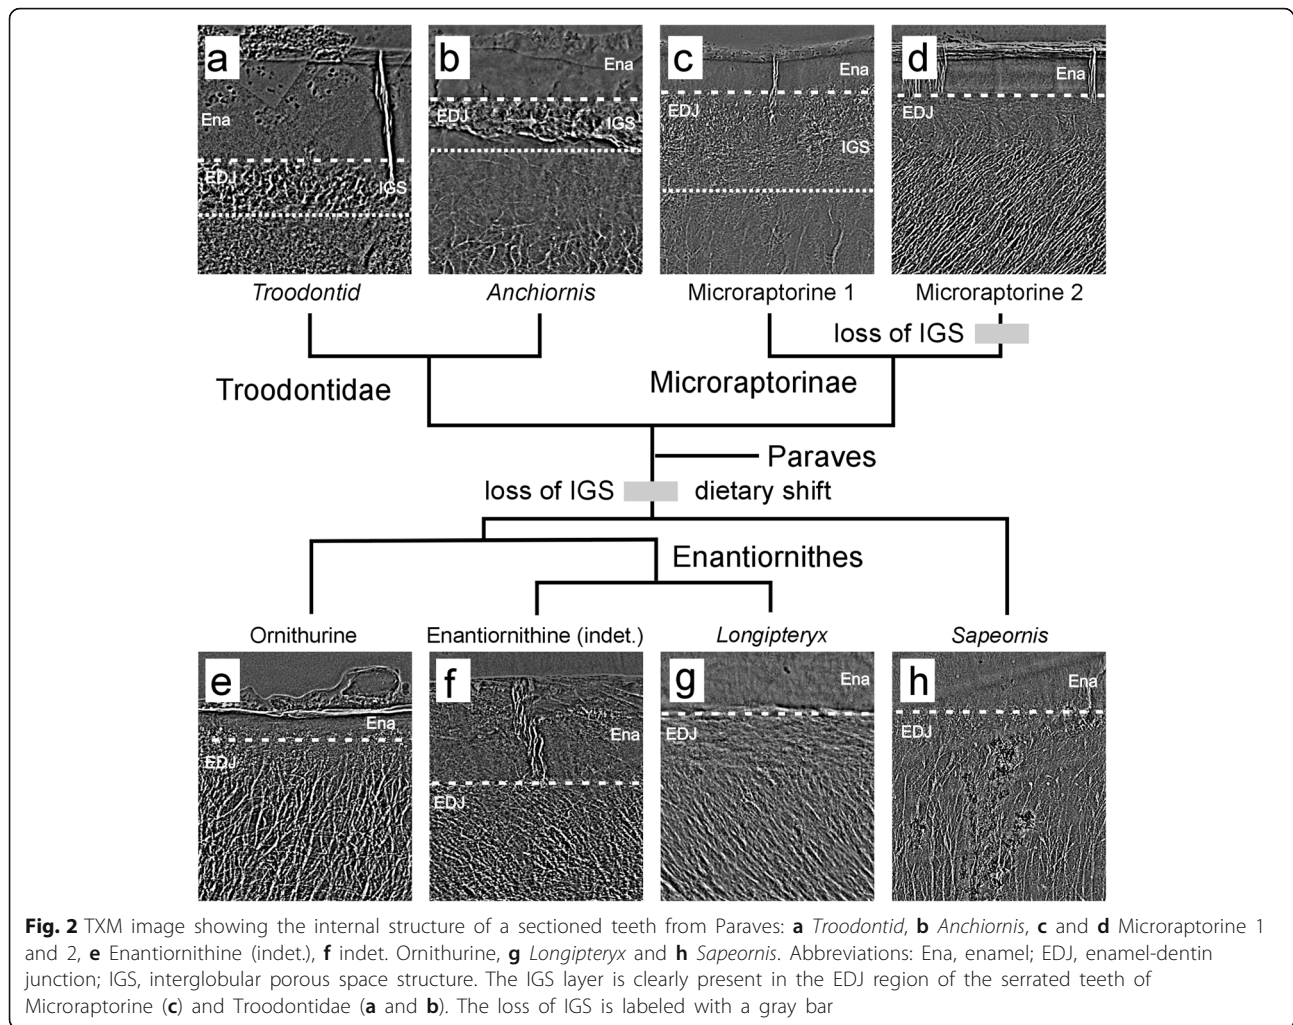 a b c d
Ena Ena Ena Ena
EDJ IGS EDJ IGS IGS EDJ
Troodontid Anchiornis Microraptorine 1 Microraptorine 2
loss of IGS
Troodontidae Microraptorinae
Paraves
loss of IGS dietary shift
Enantiornithes
Ornithurine Enantiornithine (indet.) Longipteryx Sapeornis
e f g h
Ena Ena Ena Ena
EDJ EDJ EDJ EDJ
Fig. 2 TXM image showing the internal structure of a sectioned teeth from Paraves: a Troodontid, b Anchiornis, c and d Microraptorine 1
and 2, e Enantiornithine (indet.), f indet. Ornithurine, g Longipteryx and h Sapeornis. Abbreviations: Ena, enamel; EDJ, enamel-dentin
junction; IGS, interglobular porous space structure. The IGS layer is clearly present in the EDJ region of the serrated teeth of
Microraptorine (c) and Troodontidae (a and b). The loss of IGS is labeled with a gray bar